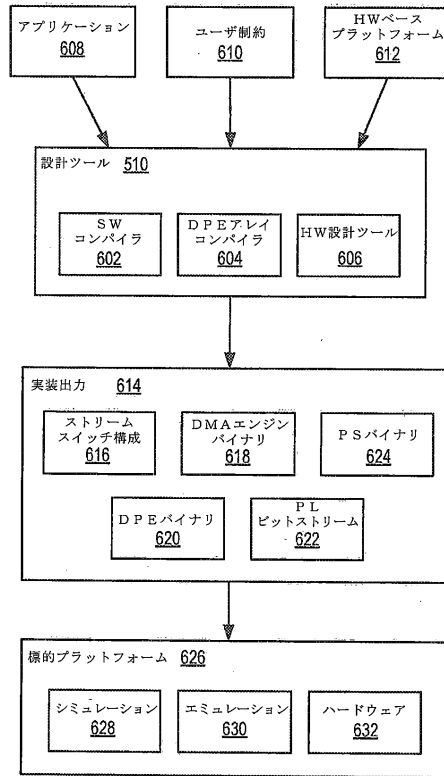 アプリケーション
608
ユーザ制約
610
HWベース
プラットフォーム
612
設計ツール 510
SW
コンパイラ
602
DPEアレイ
コンパイラ
604
HW設計ツール
606
実装出力 614
ストリーム
スイッチ構成
616
DMAエンジン
バイナリ
618
PSバイナリ
624
DPEバイナリ
620
PL
ビットストリーム
622
標的プラットフォーム 626
シミュレーション
628
エミュレーション
630
ハードウェア
632